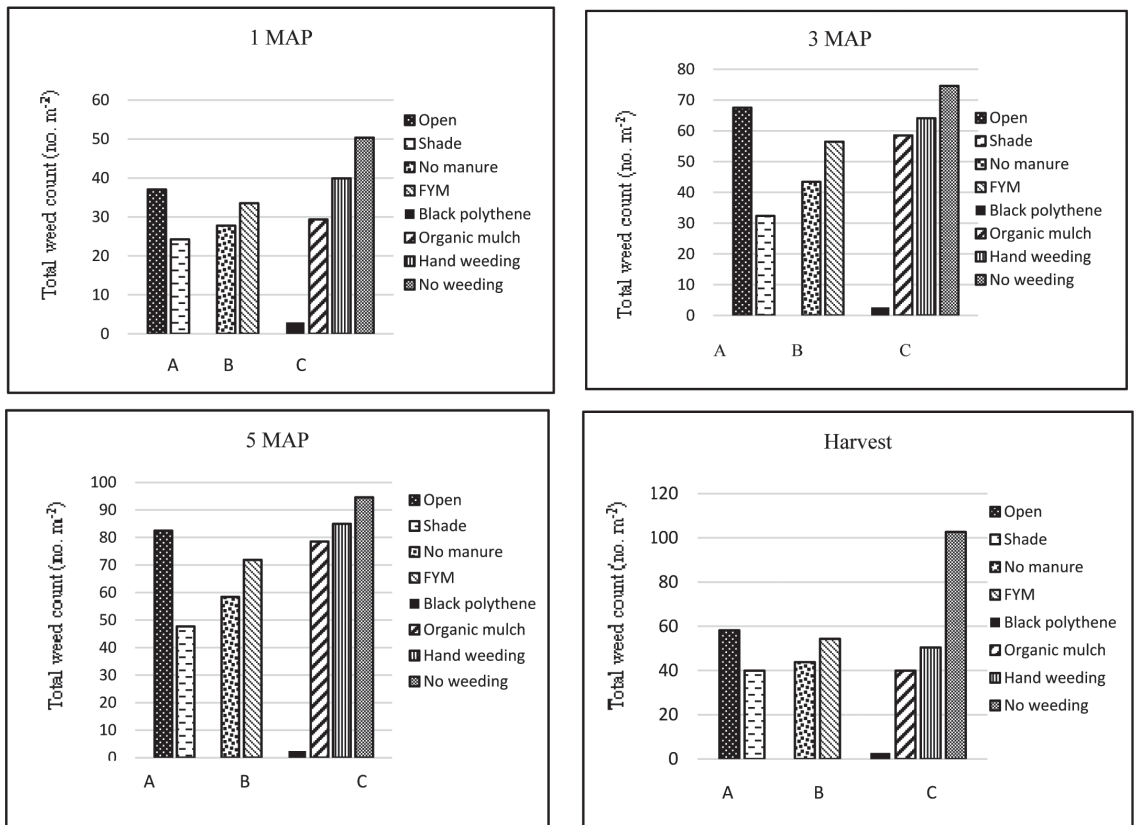 1 MAP
Total weed count (no. m-2)
60
50
40
30
20
10
0
A B C
Open
Shade
No manure
FYM
Black polythene
Organic mulch
Hand weeding
No weeding
3 MAP
Total weed count (no. m-2)
80
70
60
50
40
30
20
10
0
A B C
Open
Shade
No manure
FYM
Black polythene
Organic mulch
Hand weeding
No weeding
5 MAP
Total weed count (no. m-2)
100
90
80
70
60
50
40
30
20
10
0
A B C
Open
Shade
No manure
FYM
Black polythene
Organic mulch
Hand weeding
No weeding
Harvest
Total weed count (no. m-2)
120
100
80
60
40
20
0
A B C
Open
Shade
No manure
FYM
Black polythene
Organic mulch
Hand weeding
No weeding